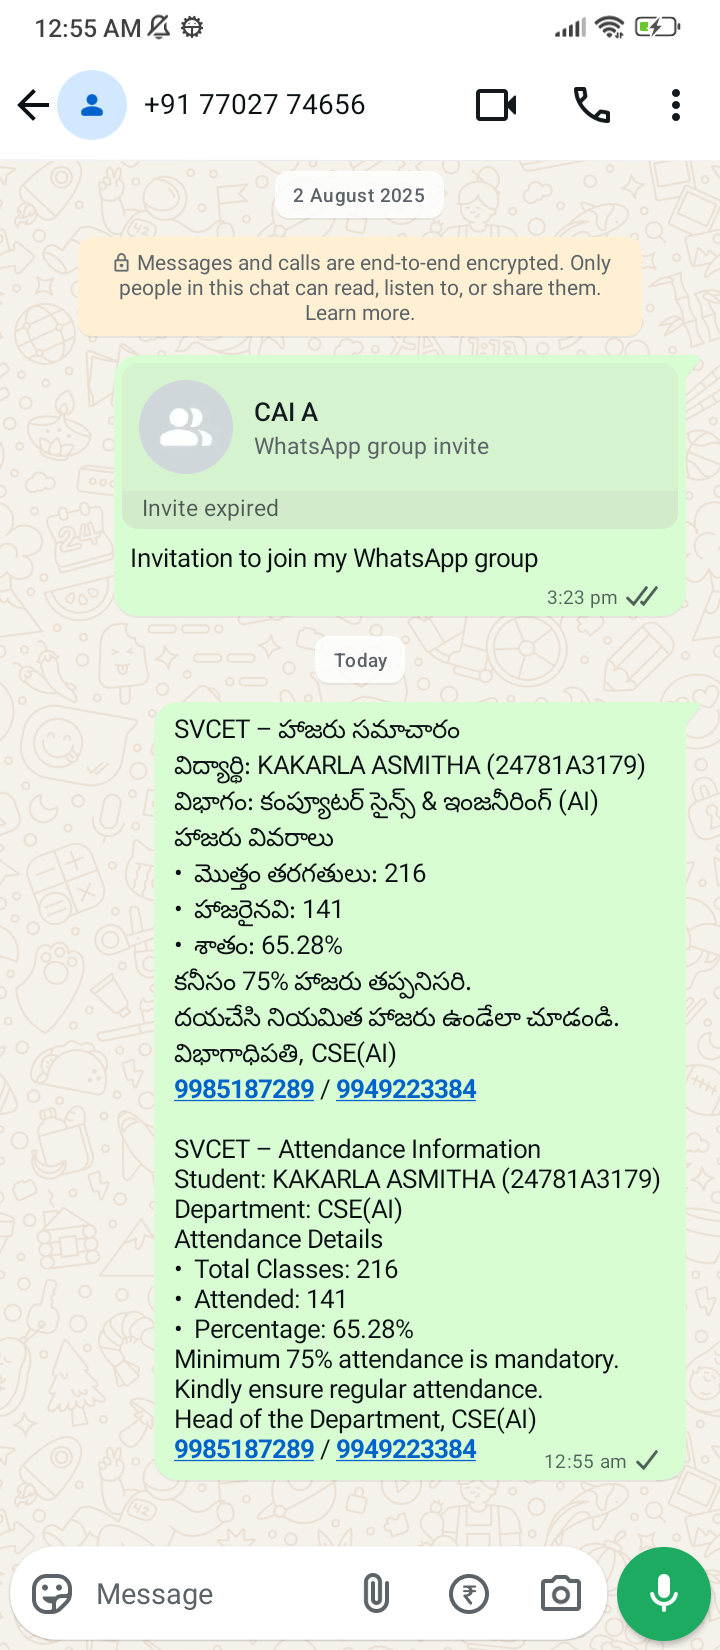 12:55 AM
+91 77027 74656
2 August 2025
Messages and calls are end-to-end encrypted. Only
people in this chat can read, listen to, or share them.
Learn more.
CAI A
WhatsApp group invite
Invite expired
Invitation to join my WhatsApp group
3:23 pm
Today
SVCET – హాజరు సమాచారం
విద్యార్థి: KAKARLA ASMITHA (24781A3179)
విభాగం: కంప్యూటర్ సైన్స్ & ఇంజనీరింగ్ (AI)
హాజరు వివరాలు
• మొత్తం తరగతులు: 216
• హాజరైనవి: 141
• శాతం: 65.28%
కనీసం 75% హాజరు తప్పనిసరి.
దయచేసి నియమిత హాజరు ఉండేలా చూడండి.
విభాగాధిపతి, CSE(AI)
9985187289 / 9949223384
SVCET – Attendance Information
Student: KAKARLA ASMITHA (24781A3179)
Department: CSE(AI)
Attendance Details
• Total Classes: 216
• Attended: 141
• Percentage: 65.28%
Minimum 75% attendance is mandatory.
Kindly ensure regular attendance.
Head of the Department, CSE(AI)
9985187289 / 9949223384
12:55 am
Message